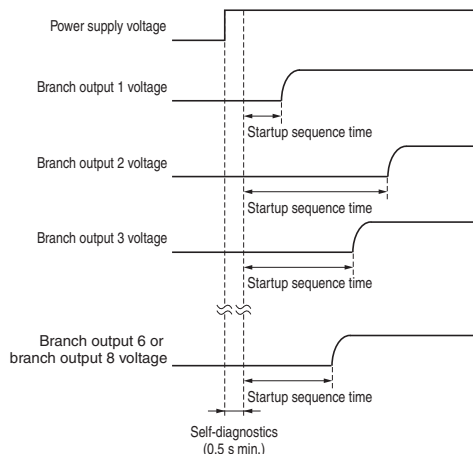 Power supply voltage
Branch output 1 voltage
Startup sequence time
Branch output 2 voltage
Startup sequence time
Branch output 3 voltage
Startup sequence time
Branch output 6 or
branch output 8 voltage
Startup sequence time
Self-diagnostics
(0.5 s min.)